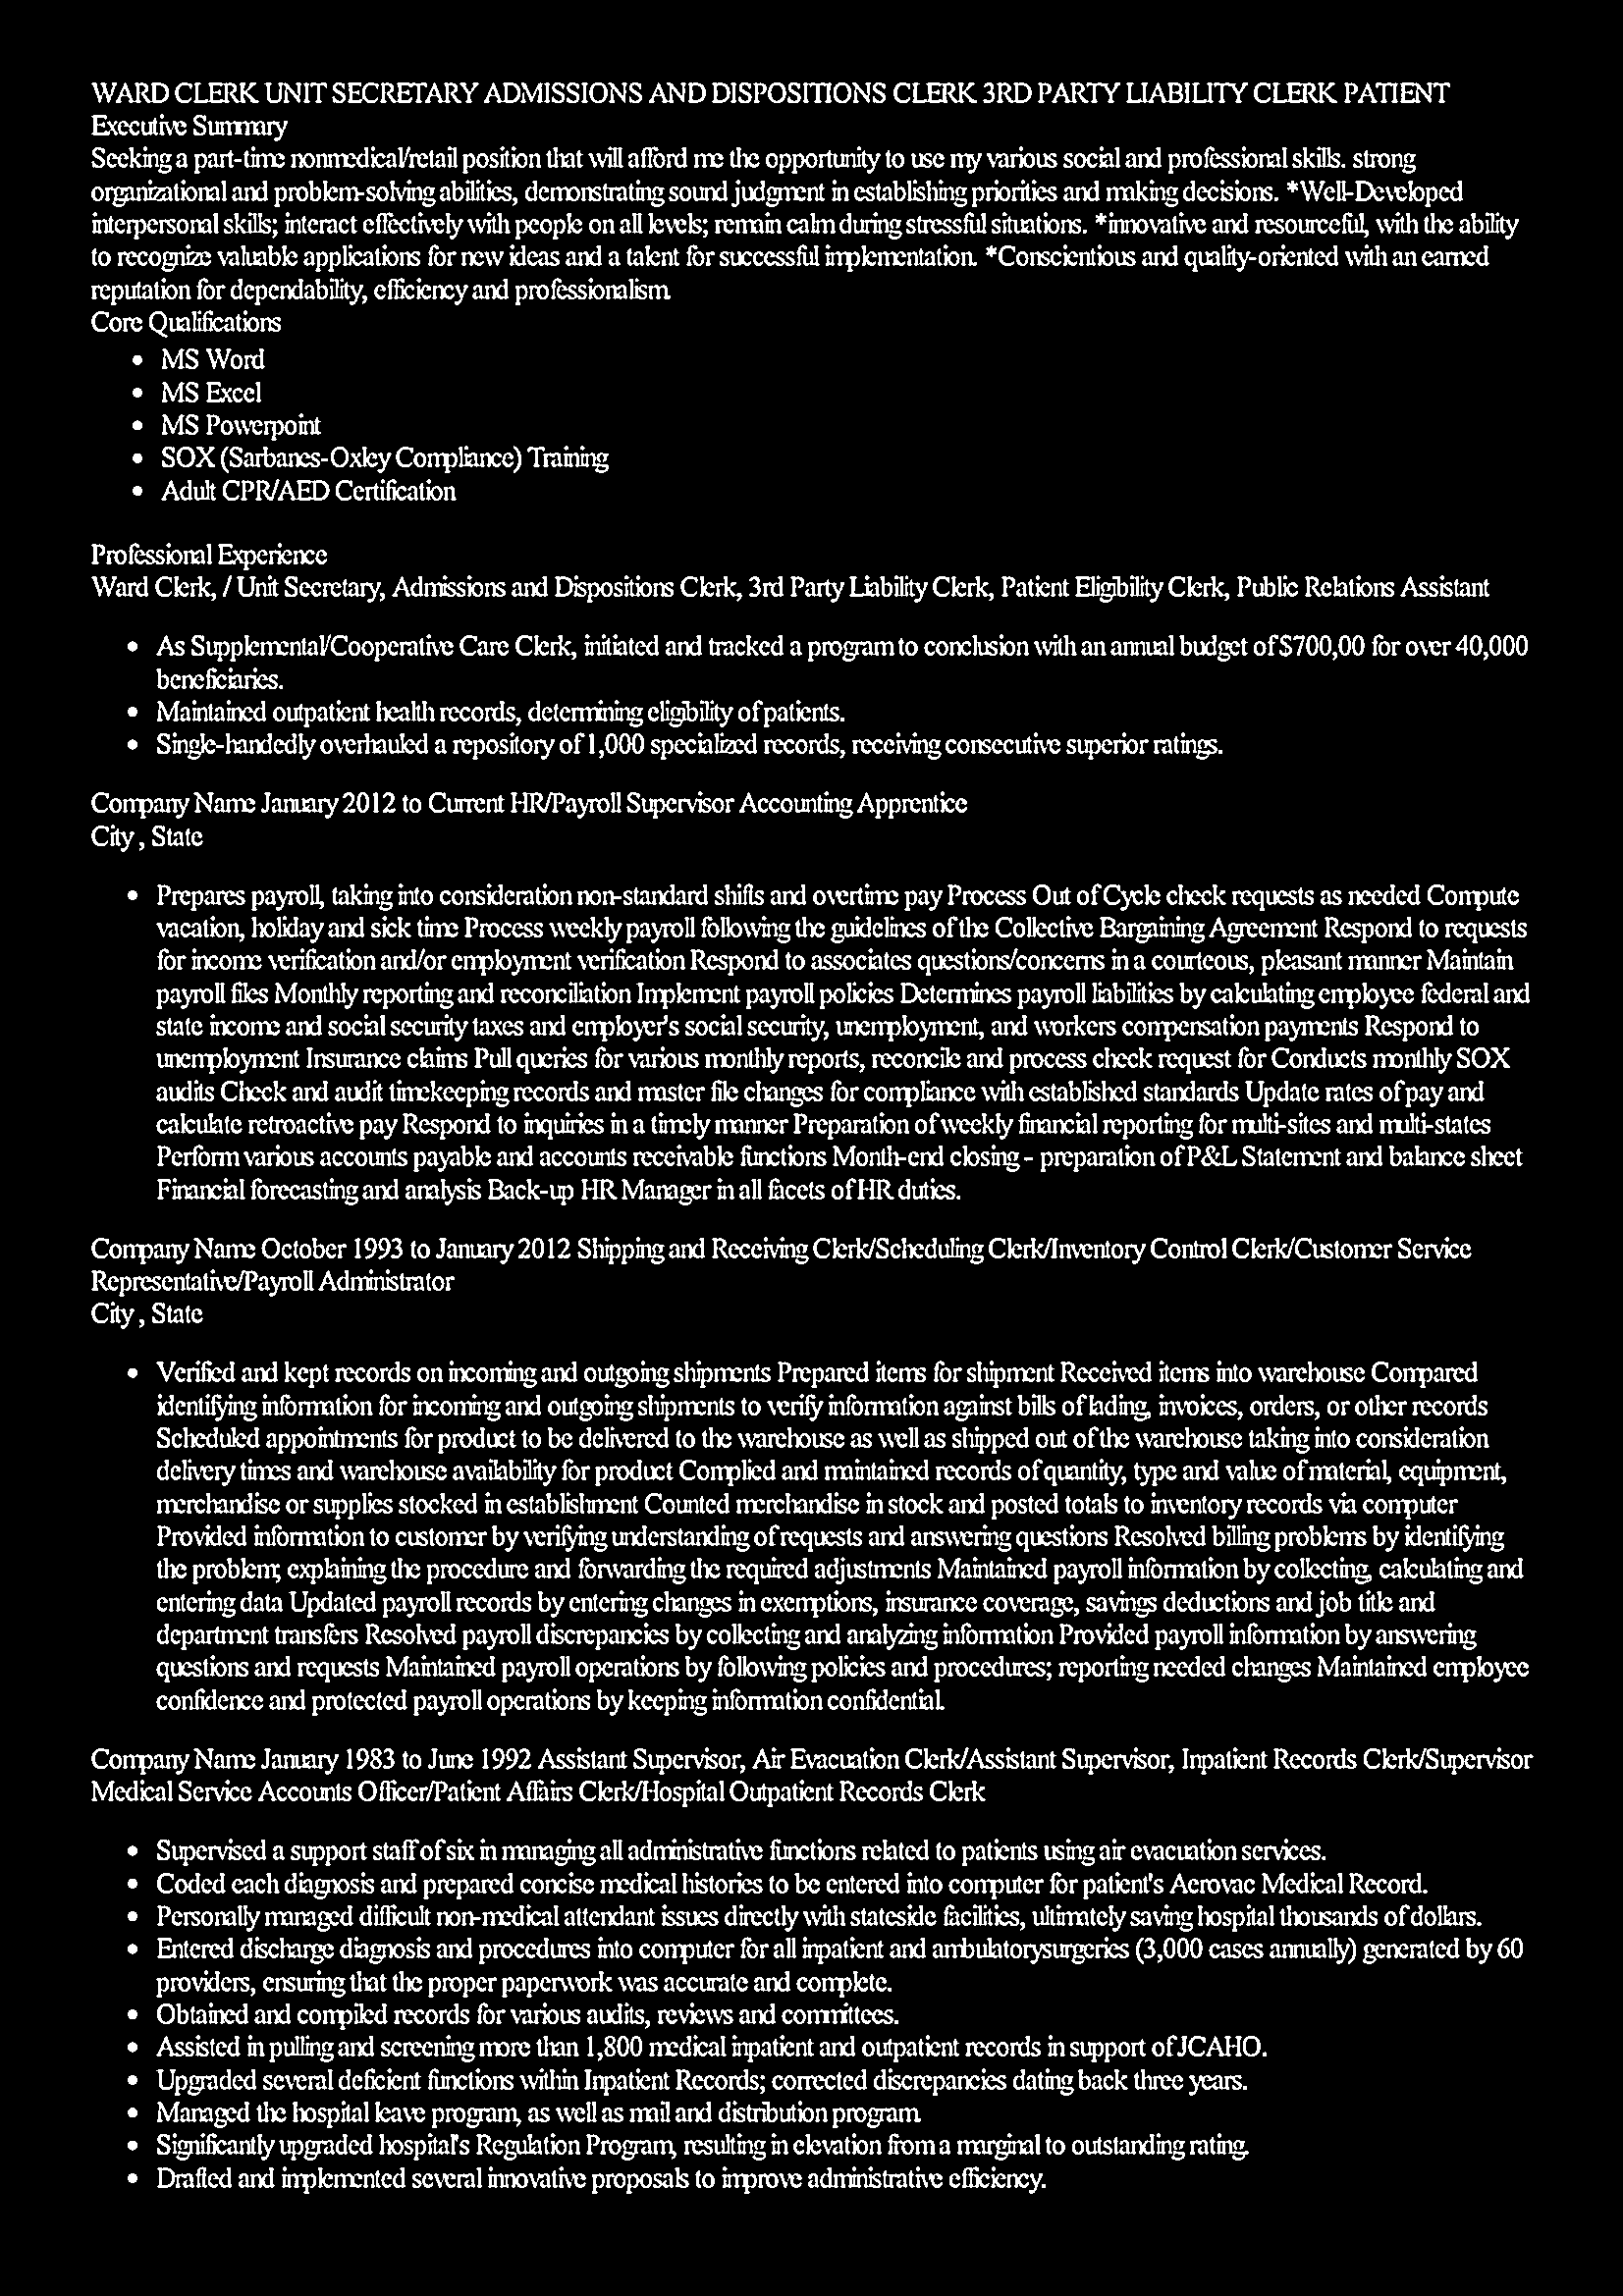 WARD CLERK UNIT SECRETARY ADMISSIONS AND DISPOSITIONS CLERK 3RD PARTY LIABILITY CLERK PATIENT
Executive Summary
Seeking a part-time nonmedical/retail position that will afford me the opportunity to use my various social and professional skills. strong
organizational and problem-solving abilities, demonstrating sound judgment in establishing priorities and making decisions. *Well-Developed
interpersonal skills; interact effectively with people on all levels; remain calm during stressful situations. *innovative and resourceful, with the ability
to recognize valuable applications for new ideas and a talent for successful implementation. *Conscientious and quality-oriented with an earned
reputation for dependability, efficiency and professionalism.
Core Qualifications
• MS Word
• MS Excel
• MS Powerpoint
• SOX (Sarbanes-Oxley Compliance) Training
• Adult CPR/AED Certification
Professional Experience
Ward Clerk, / Unit Secretary, Admissions and Dispositions Clerk, 3rd Party Liability Clerk, Patient Eligibility Clerk, Public Relations Assistant
• As Supplemental/Cooperative Care Clerk, initiated and tracked a program to conclusion with an annual budget of $700,00 for over 40,000
beneficiaries.
• Maintained outpatient health records, determining eligibility of patients.
• Single-handedly overhauled a repository of 1,000 specialized records, receiving consecutive superior ratings.
Company Name January 2012 to Current HR/Payroll Supervisor Accounting Apprentice
City , State
• Prepares payroll, taking into consideration non-standard shifts and overtime pay Process Out of Cycle check requests as needed Compute
vacation, holiday and sick time Process weekly payroll following the guidelines of the Collective Bargaining Agreement Respond to requests
for income verification and/or employment verification Respond to associates questions/concerns in a courteous, pleasant manner Maintain
payroll files Monthly reporting and reconciliation Implement payroll policies Determines payroll liabilities by calculating employee federal and
state income and social security taxes and employer's social security, unemployment, and workers compensation payments Respond to
unemployment Insurance claims Pull queries for various monthly reports, reconcile and process check request for Conducts monthly SOX
audits Check and audit timekeeping records and master file changes for compliance with established standards Update rates of pay and
calculate retroactive pay Respond to inquiries in a timely manner Preparation of weekly financial reporting for multi-sites and multi-states
Perform various accounts payable and accounts receivable functions Month-end closing - preparation of P&L Statement and balance sheet
Financial forecasting and analysis Back-up HR Manager in all facets of HR duties.
Company Name October 1993 to January 2012 Shipping and Receiving Clerk/Scheduling Clerk/Inventory Control Clerk/Customer Service
Representative/Payroll Administrator
City , State
• Verified and kept records on incoming and outgoing shipments Prepared items for shipment Received items into warehouse Compared
identifying information for incoming and outgoing shipments to verify information against bills of lading, invoices, orders, or other records
Scheduled appointments for product to be delivered to the warehouse as well as shipped out of the warehouse taking into consideration
delivery times and warehouse availability for product Complied and maintained records of quantity, type and value of material, equipment,
merchandise or supplies stocked in establishment Counted merchandise in stock and posted totals to inventory records via computer
Provided information to customer by verifying understanding of requests and answering questions Resolved billing problems by identifying
the problem; explaining the procedure and forwarding the required adjustments Maintained payroll information by collecting, calculating and
entering data Updated payroll records by entering changes in exemptions, insurance coverage, savings deductions and job title and
department transfers Resolved payroll discrepancies by collecting and analyzing information Provided payroll information by answering
questions and requests Maintained payroll operations by following policies and procedures; reporting needed changes Maintained employee
confidence and protected payroll operations by keeping information confidential.
Company Name January 1983 to June 1992 Assistant Supervisor, Air Evacuation Clerk/Assistant Supervisor, Inpatient Records Clerk/Supervisor
Medical Service Accounts Officer/Patient Affairs Clerk/Hospital Outpatient Records Clerk
• Supervised a support staff of six in managing all administrative functions related to patients using air evacuation services.
• Coded each diagnosis and prepared concise medical histories to be entered into computer for patient's Aerovac Medical Record.
• Personally managed difficult non-medical attendant issues directly with stateside facilities, ultimately saving hospital thousands of dollars.
• Entered discharge diagnosis and procedures into computer for all inpatient and ambulatorysurgeries (3,000 cases annually) generated by 60
providers, ensuring that the proper paperwork was accurate and complete.
• Obtained and compiled records for various audits, reviews and committees.
• Assisted in pulling and screening more than 1,800 medical inpatient and outpatient records in support of JCAHO.
• Upgraded several deficient functions within Inpatient Records; corrected discrepancies dating back three years.
• Managed the hospital leave program, as well as mail and distribution program.
• Significantly upgraded hospital's Regulation Program, resulting in elevation from a marginal to outstanding rating.
• Drafted and implemented several innovative proposals to improve administrative efficiency.